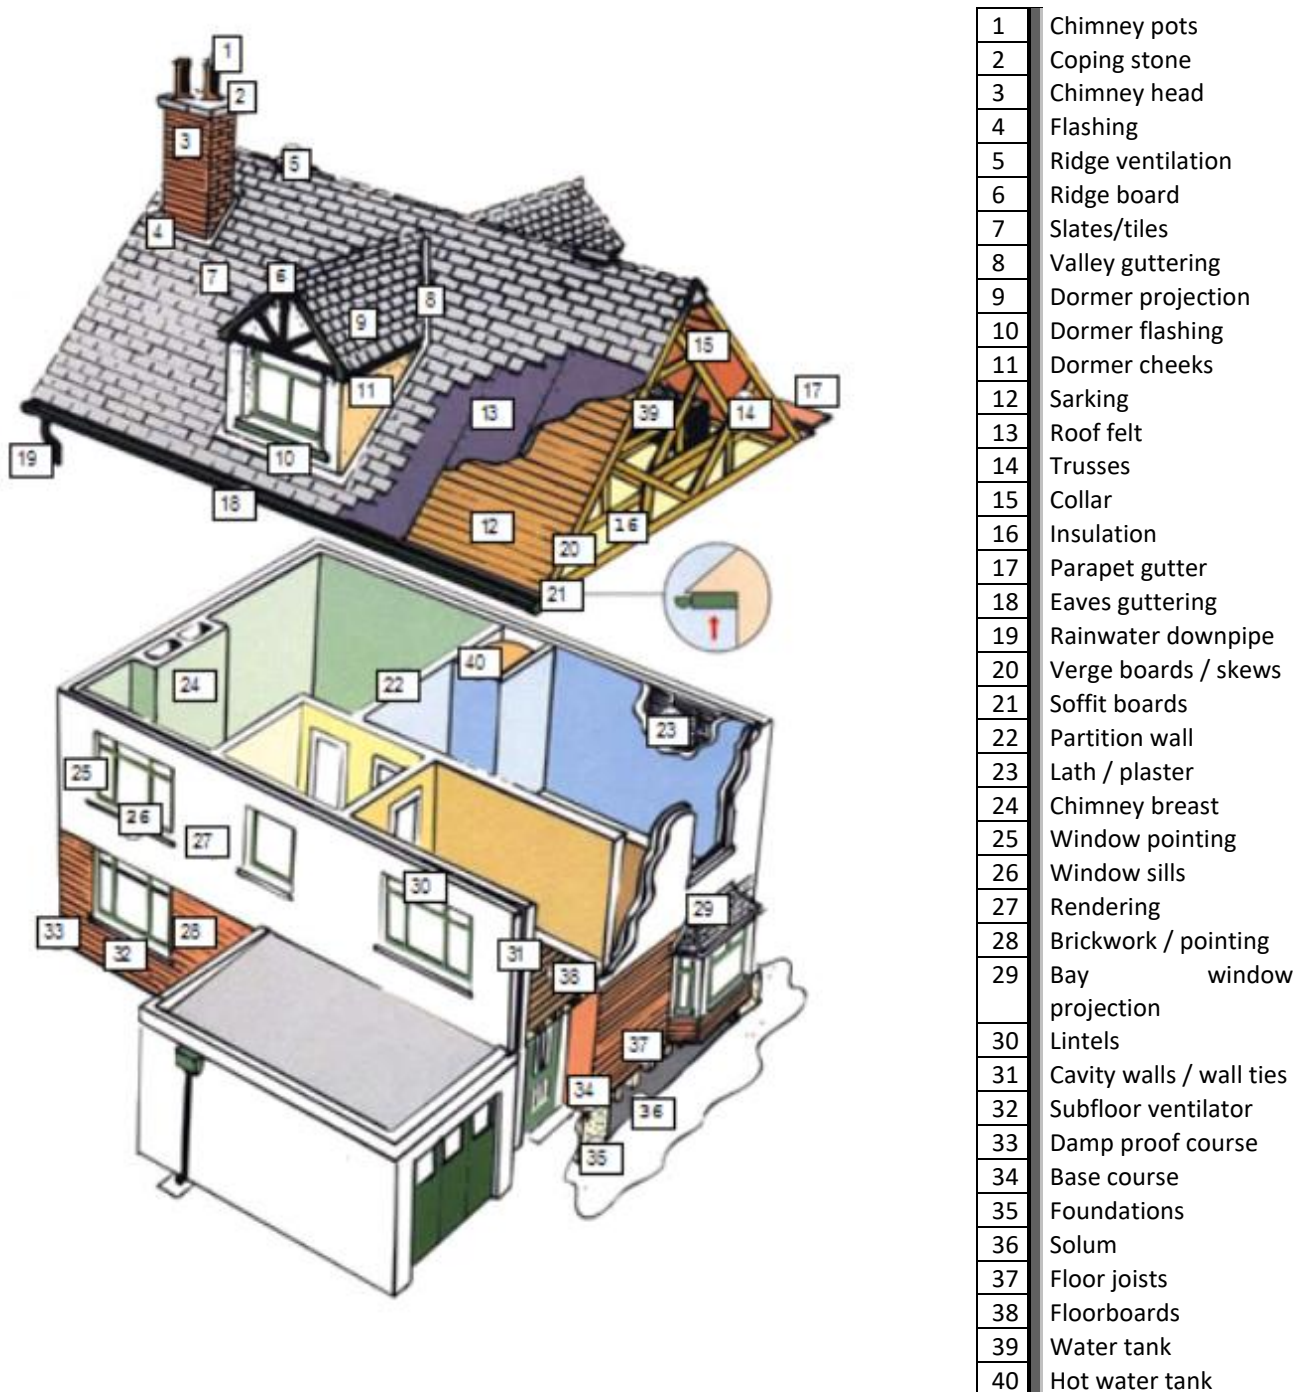 1
2
3
5
4
7
6
8
9
15
11
13
39
14
17
19
10
18
12
16
20
21
40
24
22
23
25
26
27
30
29
33
28
32
31
38
37
34
36
35
1 Chimney pots
2 Coping stone
3 Chimney head
4 Flashing
5 Ridge ventilation
6 Ridge board
7 Slates/tiles
8 Valley guttering
9 Dormer projection
10 Dormer flashing
11 Dormer cheeks
12 Sarking
13 Roof felt
14 Trusses
15 Collar
16 Insulation
17 Parapet gutter
18 Eaves guttering
19 Rainwater downpipe
20 Verge boards / skews
21 Soffit boards
22 Partition wall
23 Lath / plaster
24 Chimney breast
25 Window pointing
26 Window sills
27 Rendering
28 Brickwork / pointing
29 Bay window
projection
30 Lintels
31 Cavity walls / wall ties
32 Subfloor ventilator
33 Damp proof course
34 Base course
35 Foundations
36 Solum
37 Floor joists
38 Floorboards
39 Water tank
40 Hot water tank